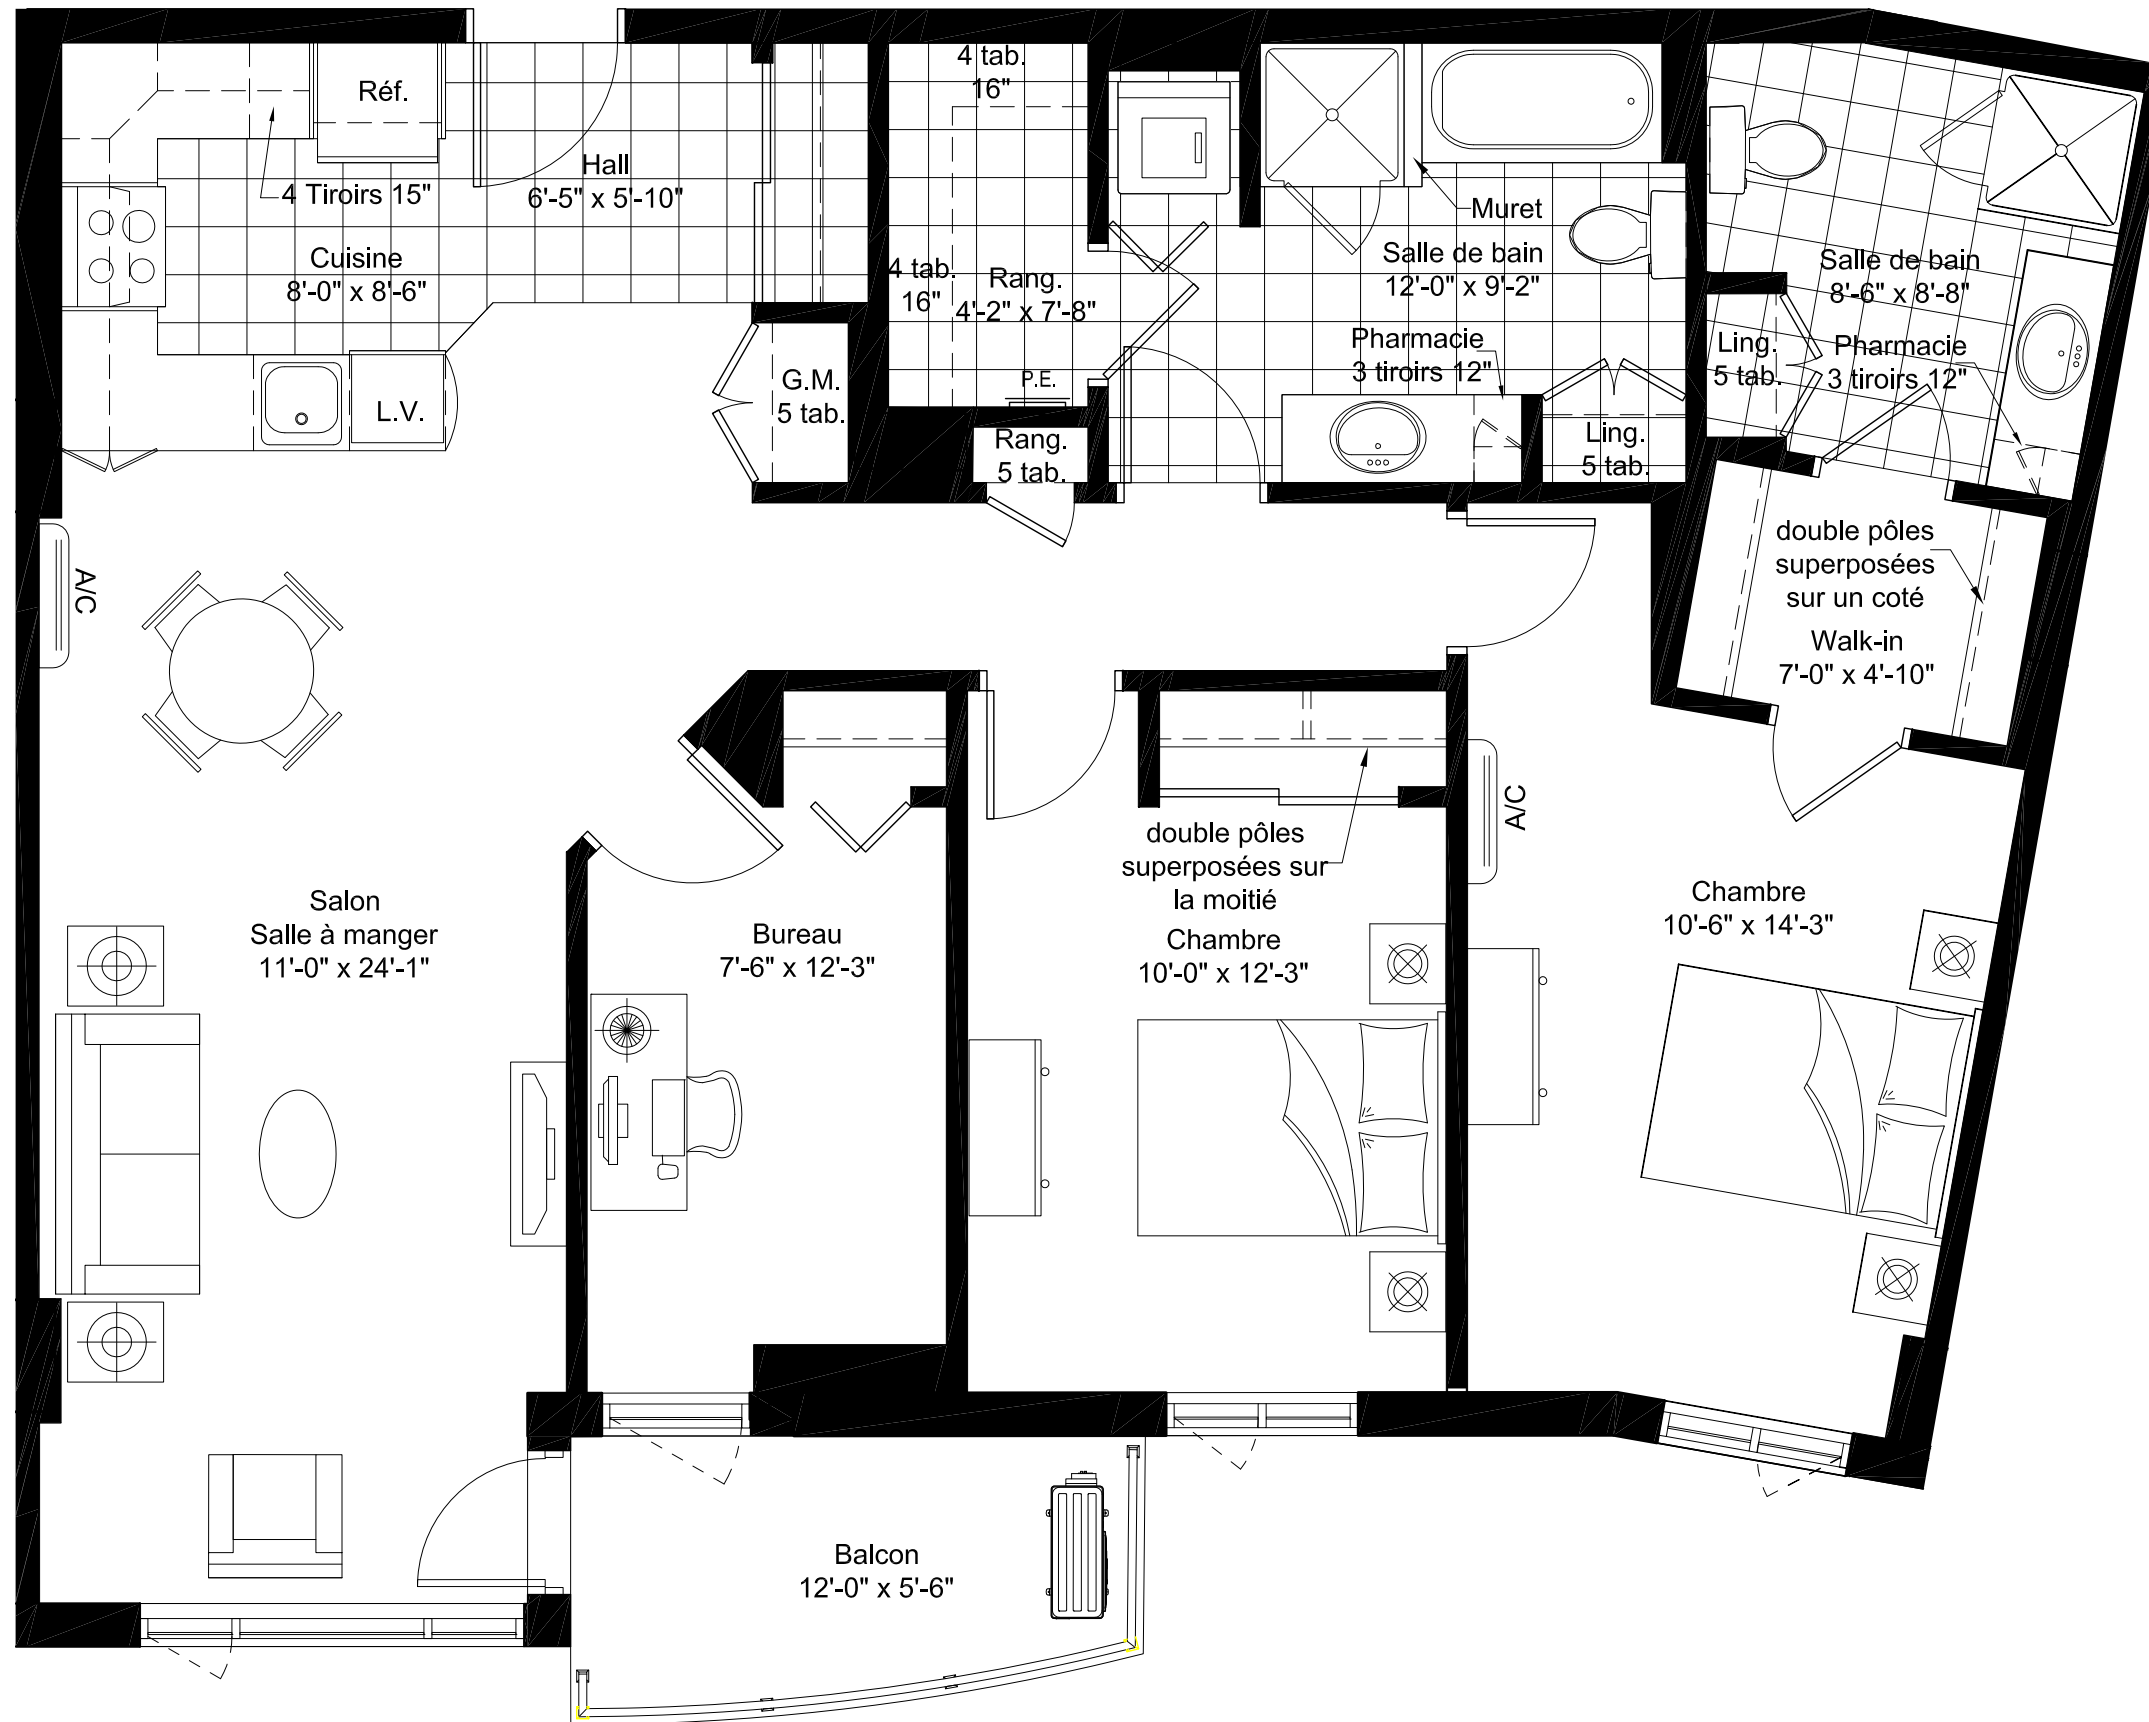 Réf.
4 Tiroirs 15"
Hall
6'-5" x 5'-10"
Cuisine
8'-0" x 8'-6"
L.V.
G.M.
5 tab.
4 tab.
16"
4 tab.
16"
Rang.
4'-2" x 7'-8"
P.E.
Rang.
5 tab.
Muret
Salle de bain
12'-0" x 9'-2"
Pharmacie
3 tiroirs 12"
Ling.
5 tab.
Salle de bain
8'-6" x 8'-8"
Ling.
5 tab.
Pharmacie
3 tiroirs 12"
double pôles
superposées
sur un coté
Walk-in
7'-0" x 4'-10"
A/C
Salon
Salle à manger
11'-0" x 24'-1"
Bureau
7'-6" x 12'-3"
double pôles
superposées sur
la moitié
Chambre
10'-0" x 12'-3"
A/C
Chambre
10'-6" x 14'-3"
Balcon
12'-0" x 5'-6"